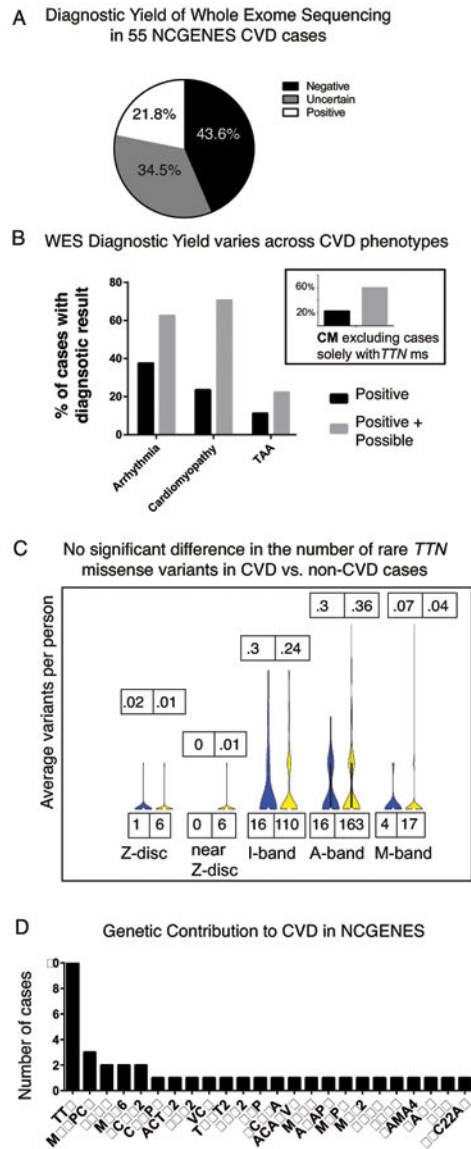 A
Diagnostic Yield of Whole Exome Sequencing
in 55 NCGENES CVD cases
Negative
Uncertain
Positive
21.8%
43.6%
34.5%
B
WES Diagnostic Yield varies across CVD phenotypes
% of cases with
diagnsotic result
80
60
40
20
0
Arrhythmia
Cardiomyopathy
TAA
60%
20%
CM excluding cases
solely with TTN ms
Positive
Positive +
Possible
C
No significant difference in the number of rare TTN
missense variants in CVD vs. non-CVD cases
Average variants per person
.02 .01
0 .01
.3 .24
.3 .36
.07 .04
1 6
0 6
16 110
16 163
4 17
Z-disc
near
Z-disc
I-band
A-band
M-band
D
Genetic Contribution to CVD in NCGENES
Number of cases
8
6
4
2
0